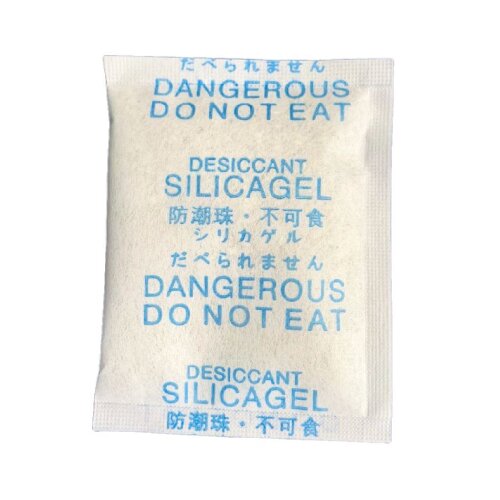 だべられません
DANGEROUS
DO NOT EAT
DESICCANT
SILICAGEL
防潮珠・不可食
シリカゲル
だべられません
DANGEROUS
DO NOT EAT
DESICCANT
SILICAGEL
防潮珠・不可食